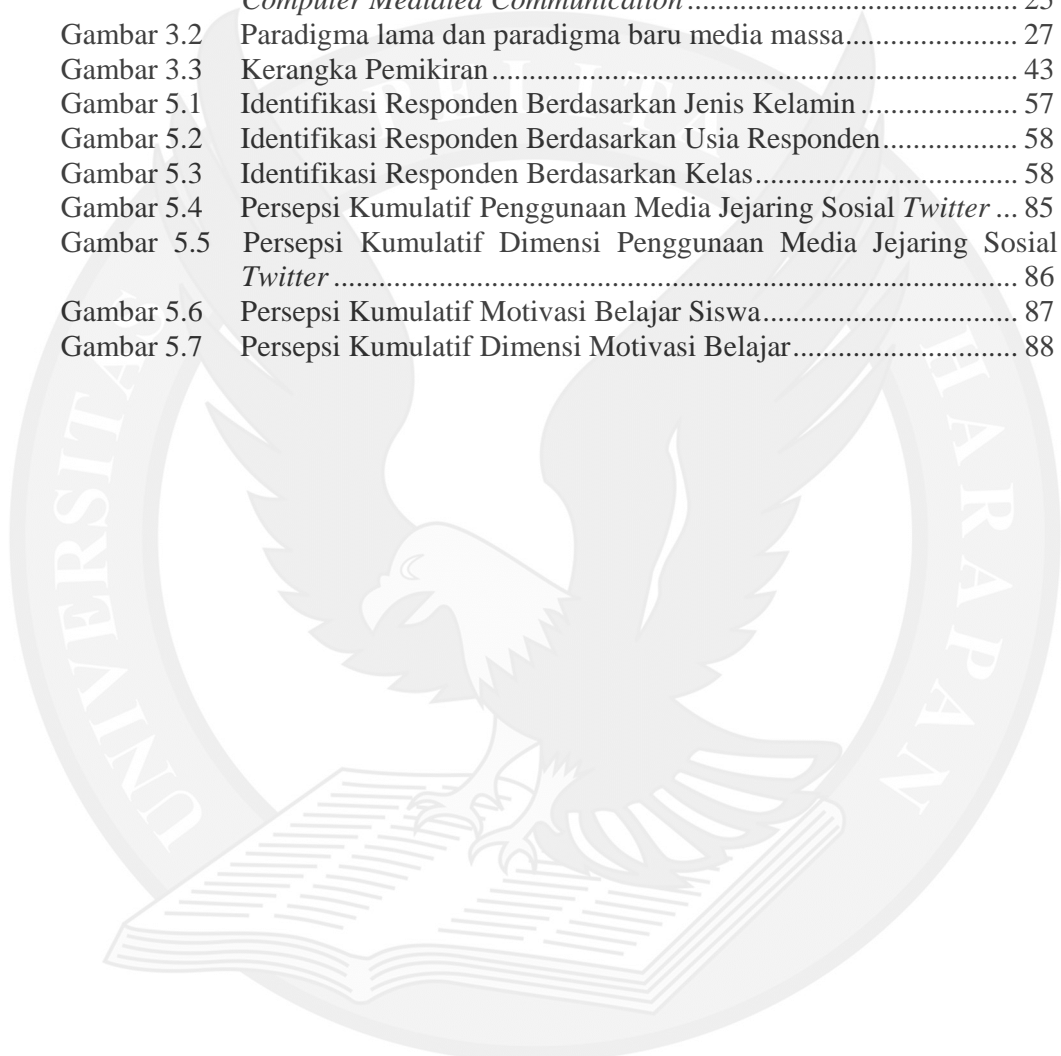 Computer Mediated Communication ........................................................ 25
Gambar 3.2 Paradigma lama dan paradigma baru media massa..................... 27
Gambar 3.3 Kerangka Pemikiran ................................................................. 43
Gambar 5.1 Identifikasi Responden Berdasarkan Jenis Kelamin .................. 57
Gambar 5.2 Identifikasi Responden Berdasarkan Usia Responden................ 58
Gambar 5.3 Identifikasi Responden Berdasarkan Kelas................................ 58
Gambar 5.4 Persepsi Kumulatif Penggunaan Media Jejaring Sosial Twitter ... 85
Gambar 5.5 Persepsi Kumulatif Dimensi Penggunaan Media Jejaring Sosial
Twitter ........................................................................................ 86
Gambar 5.6 Persepsi Kumulatif Motivasi Belajar Siswa............................... 87
Gambar 5.7 Persepsi Kumulatif Dimensi Motivasi Belajar........................... 88
UNIVERSITAS PELITA HARAPAN